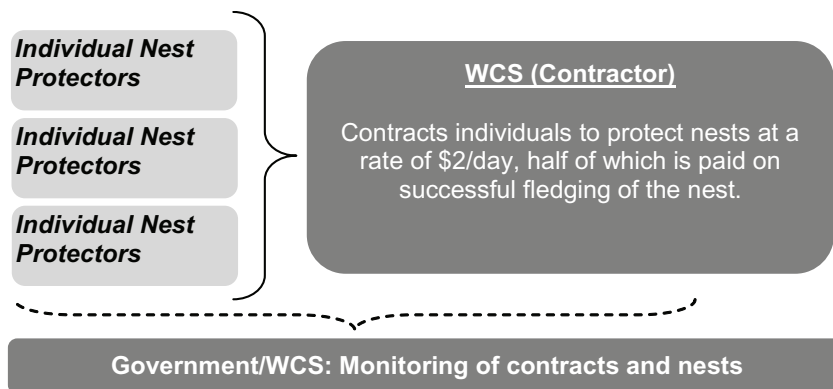 Individual Nest
Protectors
Individual Nest
Protectors
Individual Nest
Protectors
WCS (Contractor)
Contracts individuals to protect nests at a
rate of $2/day, half of which is paid on
successful fledging of the nest.
Government/WCS: Monitoring of contracts and nests